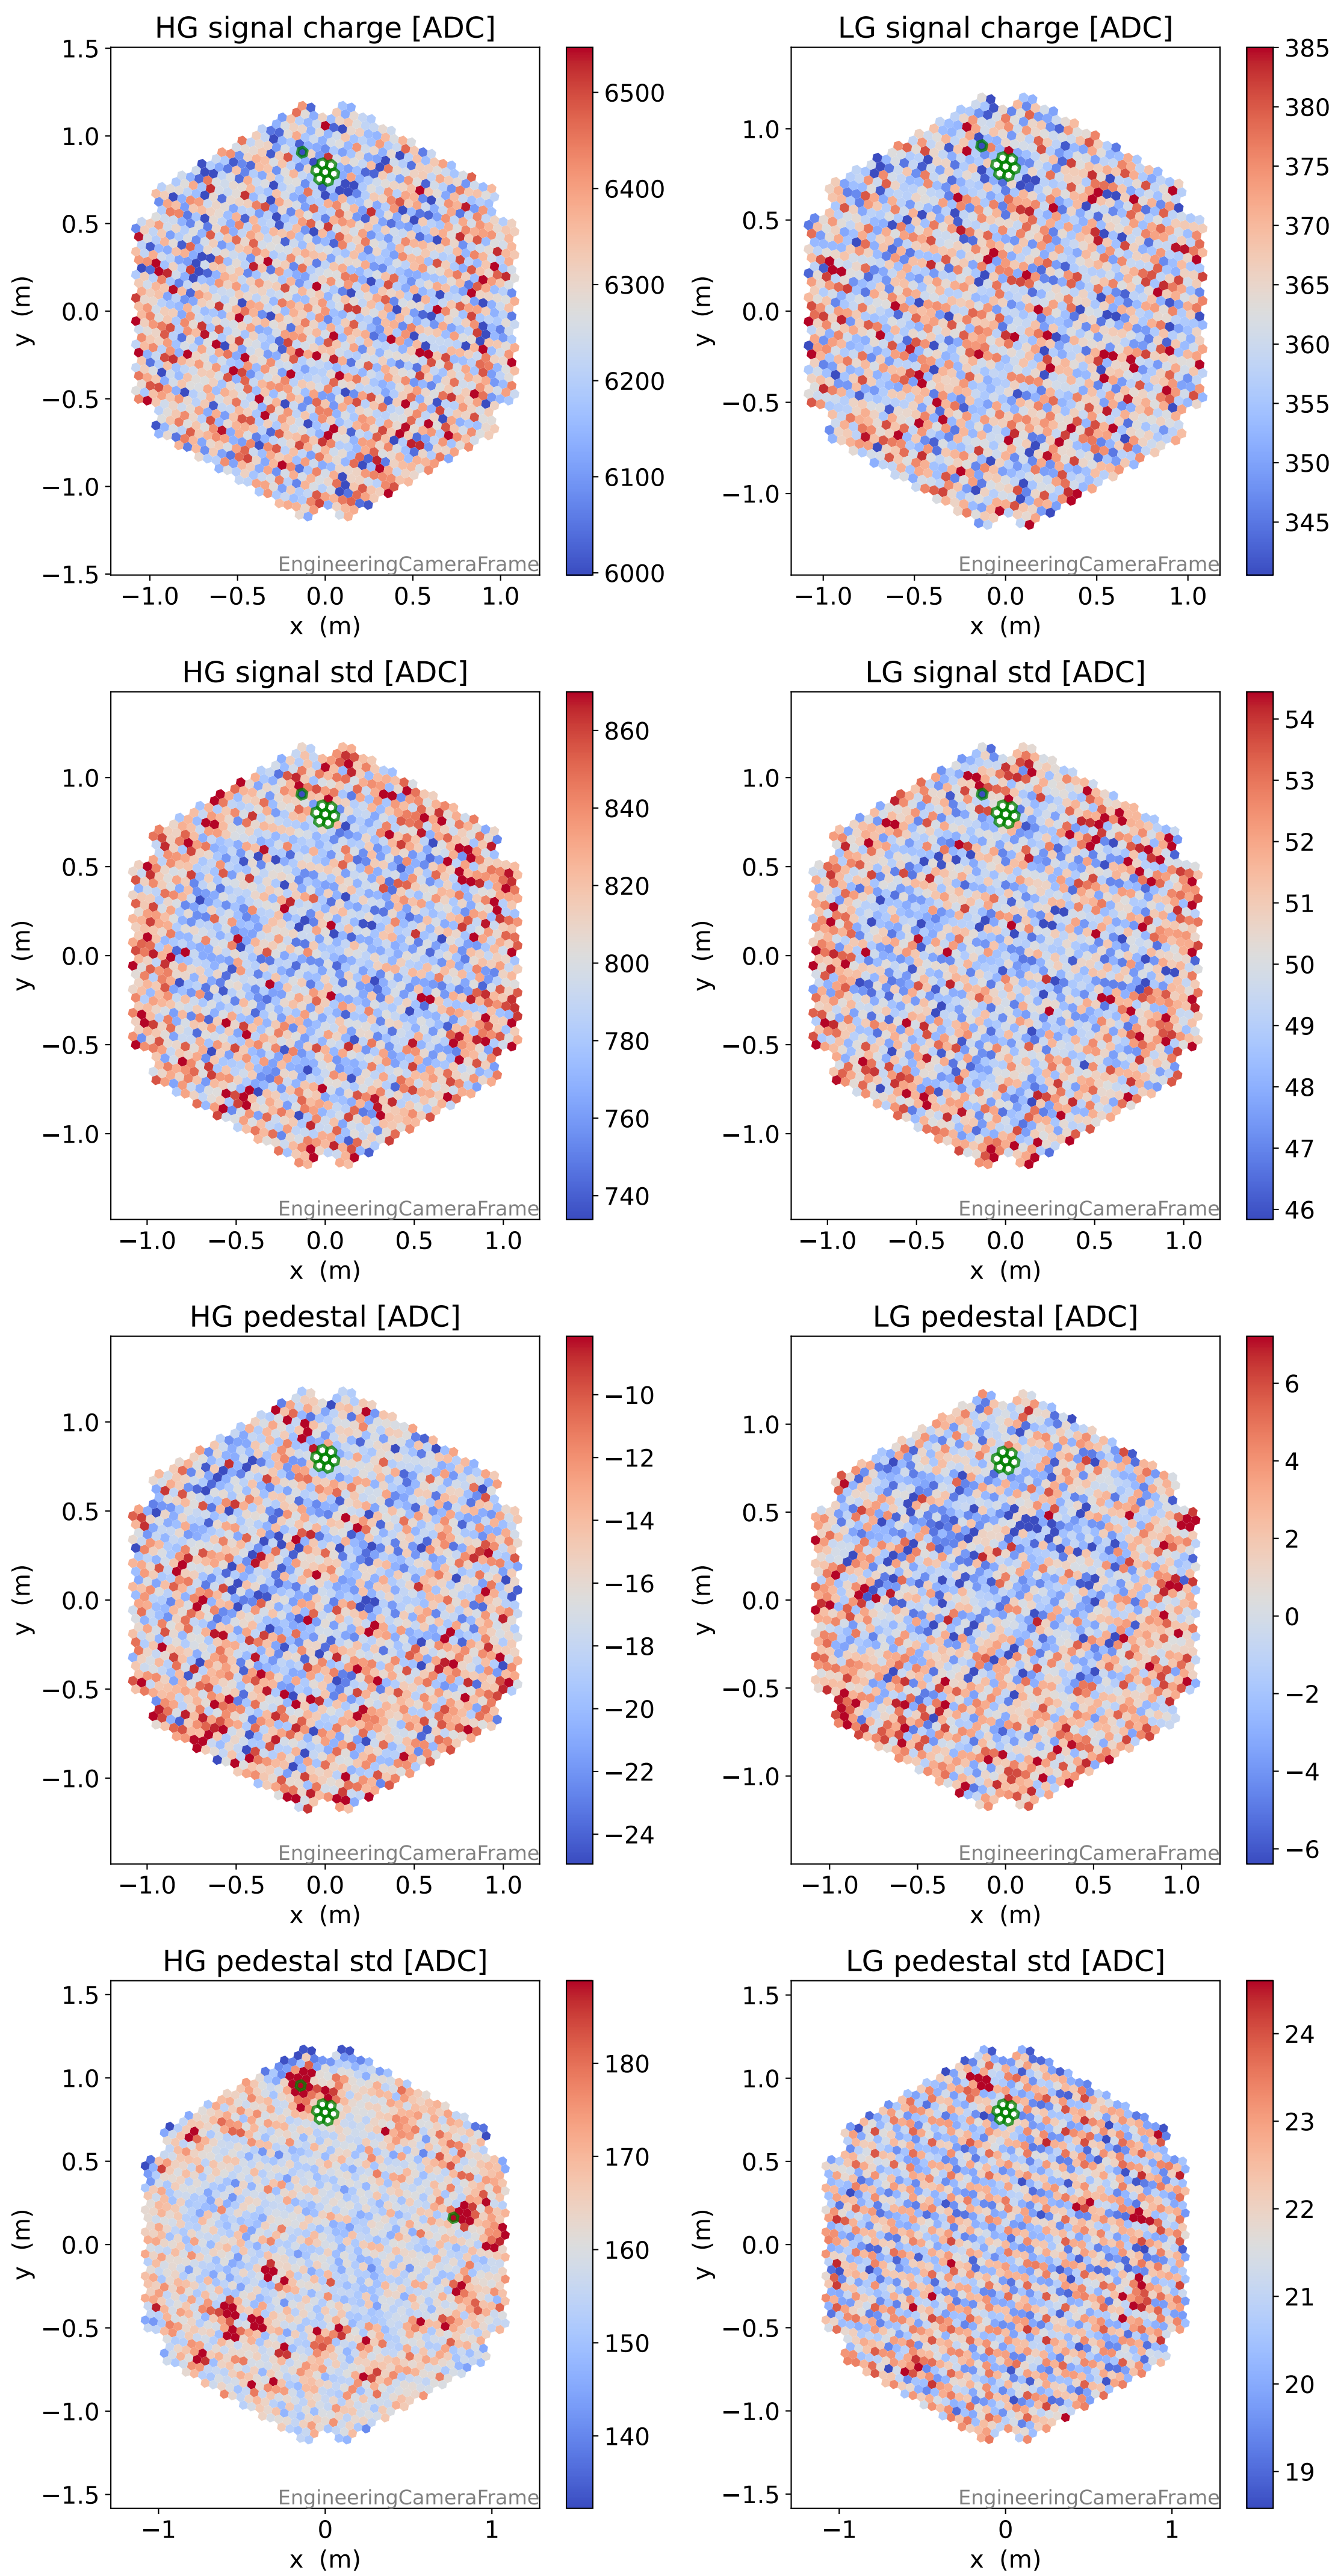 HG signal charge [ADC]
LG signal charge [ADC]
1.5
1.0
0.5
0.0
−0.5
−1.0
−1.5
y (m)
−1.0 −0.5 0.0 0.5 1.0
x (m)
EngineeringCameraFrame
6500
6400
6300
6200
6100
6000
1.0
0.5
0.0
−0.5
−1.0
y (m)
−1.0 −0.5 0.0 0.5 1.0
x (m)
EngineeringCameraFrame
385
380
375
370
365
360
355
350
345
HG signal std [ADC]
LG signal std [ADC]
1.0
0.5
0.0
−0.5
−1.0
y (m)
−1.0 −0.5 0.0 0.5 1.0
x (m)
EngineeringCameraFrame
860
840
820
800
780
760
740
1.0
0.5
0.0
−0.5
−1.0
y (m)
−1.0 −0.5 0.0 0.5 1.0
x (m)
EngineeringCameraFrame
54
53
52
51
50
49
48
47
46
HG pedestal [ADC]
LG pedestal [ADC]
1.0
0.5
0.0
−0.5
−1.0
y (m)
−1.0 −0.5 0.0 0.5 1.0
x (m)
EngineeringCameraFrame
−10
−12
−14
−16
−18
−20
−22
−24
1.0
0.5
0.0
−0.5
−1.0
y (m)
−1.0 −0.5 0.0 0.5 1.0
x (m)
EngineeringCameraFrame
6
4
2
0
−2
−4
−6
HG pedestal std [ADC]
LG pedestal std [ADC]
1.5
1.0
0.5
0.0
−0.5
−1.0
−1.5
y (m)
−1 0 1
x (m)
EngineeringCameraFrame
180
170
160
150
140
1.5
1.0
0.5
0.0
−0.5
−1.0
−1.5
y (m)
−1 0 1
x (m)
EngineeringCameraFrame
24
23
22
21
20
19